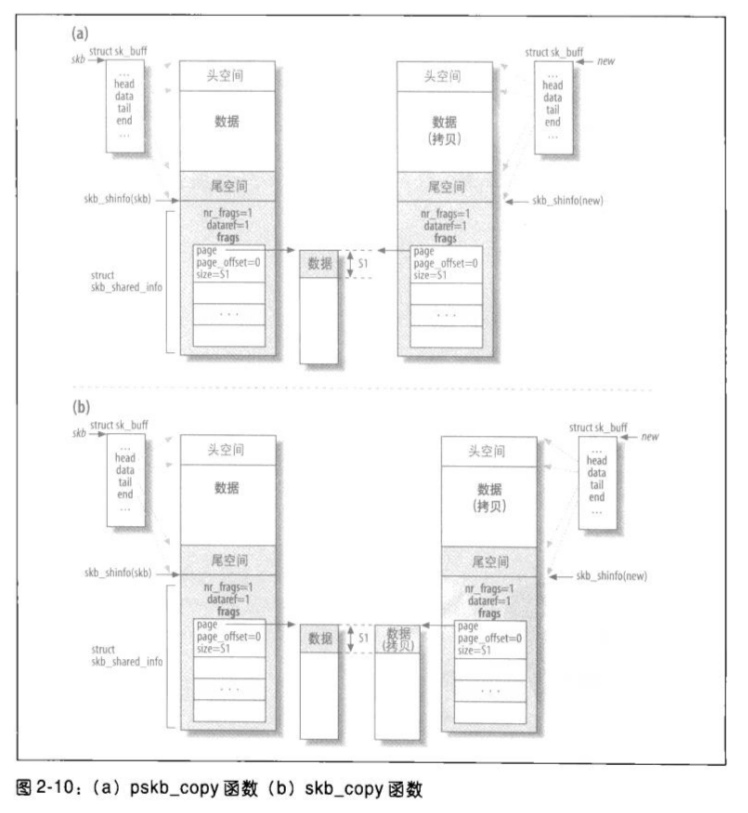 (a)
struct sk_buff
skb
...
head
data
tail
end
...
头空间
数据
尾空间
skb_shinfo(skb)
nr_frags=1
dataref=1
frags
page
page_offset=0
size=S1
...
struct
skb_shared_info
数据
S1
头空间
数据
(拷贝)
尾空间
nr_frags=1
dataref=1
frags
page
page_offset=0
size=S1
...
struct sk_buff
new
...
head
data
tail
end
...
skb_shinfo(new)
(b)
struct sk_buff
skb
...
head
data
tail
end
...
头空间
数据
尾空间
skb_shinfo(skb)
nr_frags=1
dataref=1
frags
page
page_offset=0
size=S1
...
struct
skb_shared_info
数据
S1
数据
(拷贝)
头空间
数据
(拷贝)
尾空间
nr_frags=1
dataref=1
frags
page
page_offset=0
size=S1
...
struct sk_buff
new
...
head
data
tail
end
...
skb_shinfo(new)
图 2-10：(a) pskb_copy 函数 (b) skb_copy 函数